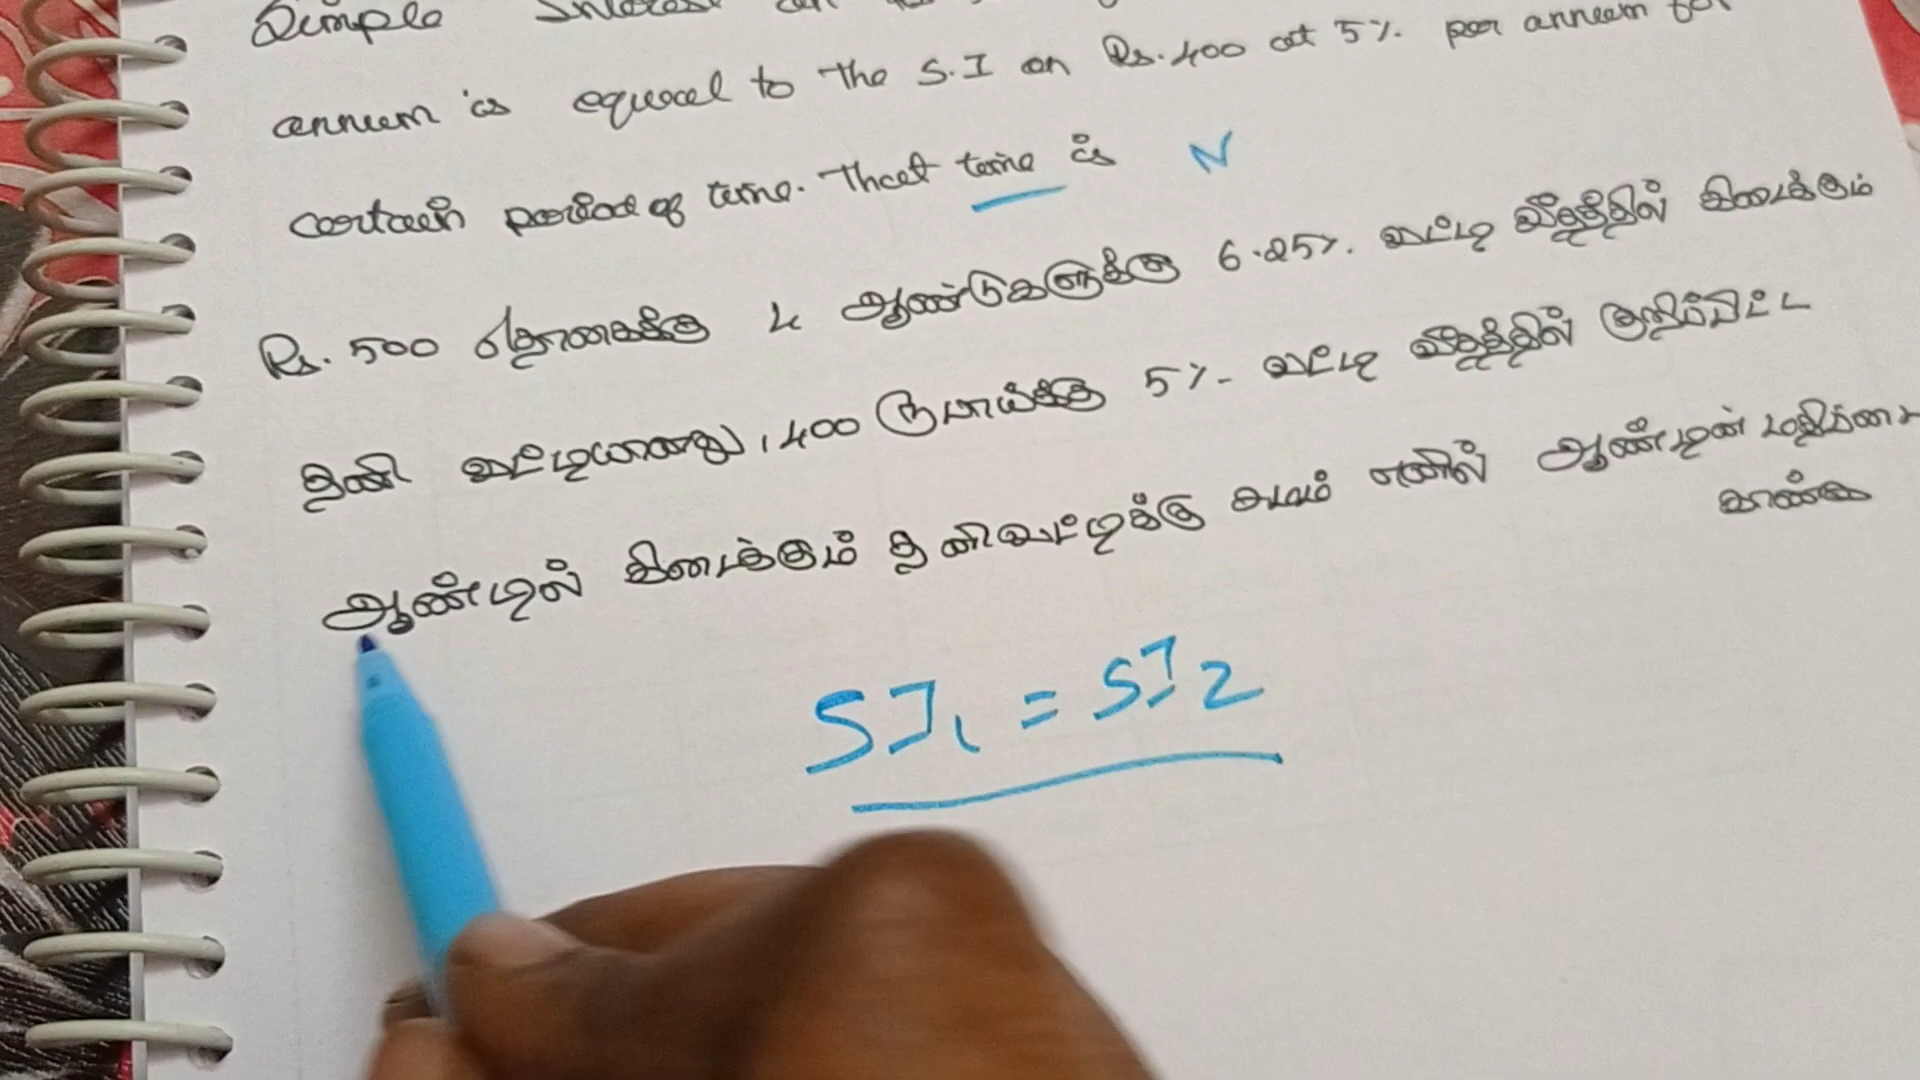 Simple Interest on
annum is equal to the S.I on Rs.400 at 5% per annum for
certain period of time. That time is N
Rs. 500 தொகைக்கு 4 ஆண்டுகளுக்கு 6.25% வட்டி வீதத்தில் கிடைக்கும்
தனி வட்டியானது, 400 ரூபாய்க்கு 5% வட்டி வீதத்தில் குறிப்பிட்ட
ஆண்டில் கிடைக்கும் தனிவட்டிக்கு சமம் எனில் ஆண்டின் மதிப்பை
காண்க
SI₁ = SI₂